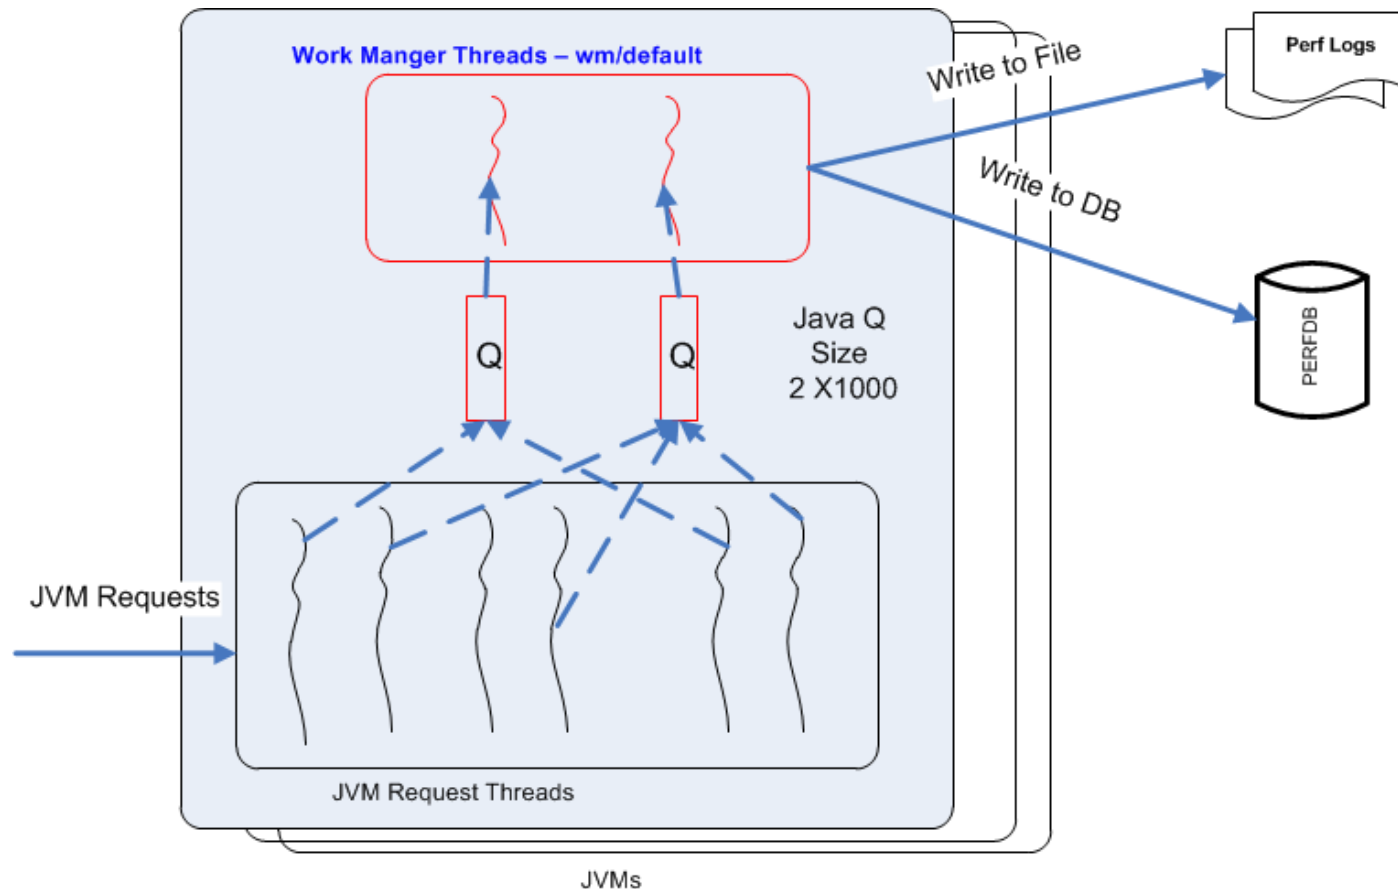 Work Manger Threads – wm/default
Write to File
Perf Logs
Write to DB
PERFDB
Java Q
Size
2 X1000
Q
Q
JVM Requests
JVM Request Threads
JVMs